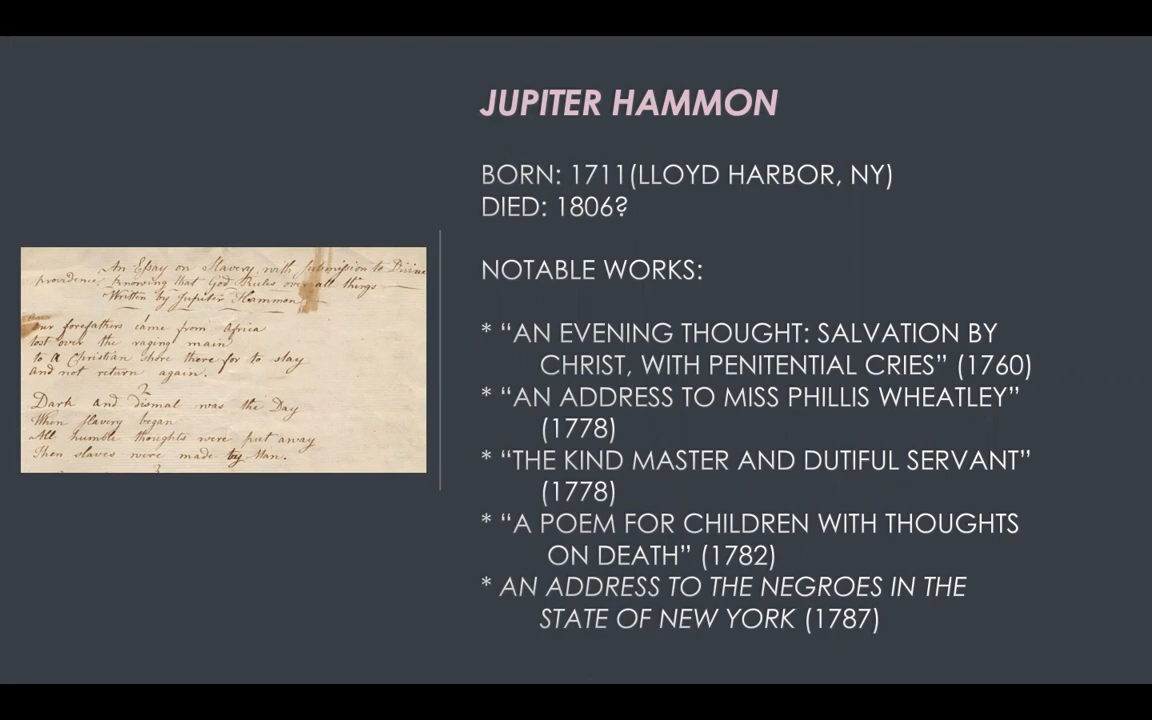 JUPITER HAMMON
BORN: 1711(LLOYD HARBOR, NY)
DIED: 1806?
NOTABLE WORKS:
* “AN EVENING THOUGHT: SALVATION BY
CHRIST, WITH PENITENTIAL CRIES” (1760)
* “AN ADDRESS TO MISS PHILLIS WHEATLEY”
(1778)
* “THE KIND MASTER AND DUTIFUL SERVANT”
(1778)
* “A POEM FOR CHILDREN WITH THOUGHTS
ON DEATH” (1782)
* AN ADDRESS TO THE NEGROES IN THE
STATE OF NEW YORK (1787)
An Essay on Slavery, with submission to Divine
providence, knowing that God Rules over all things
Written by Jupiter Hammon
Our forefathers came from Africa
tost over the raging main
to a Christian shore there for to stay
and not return again.
2
Dark and dismal was the Day
When slavery began
All humble thoughts were put away
Then slaves were made by Man.
3